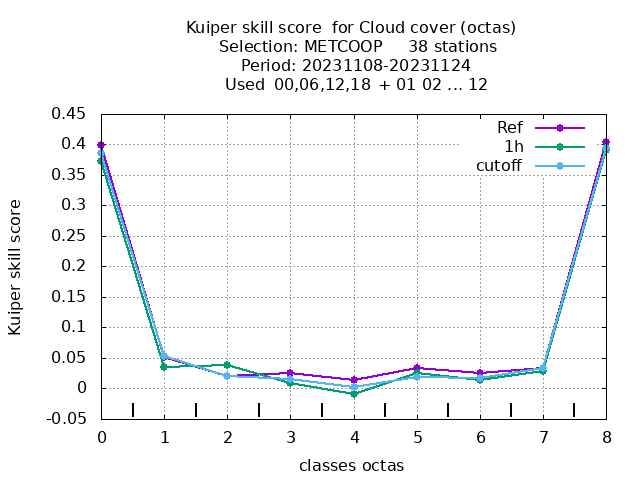 Kuiper skill score  for Cloud cover (octas)
Selection: METCOOP     38 stations
Period: 20231108-20231124
Used  00,06,12,18 + 01 02 ... 12
Ref
1h
cutoff
0.45
0.4
0.35
0.3
0.25
0.2
0.15
0.1
0.05
0
-0.05
Kuiper skill score
0 1 2 3 4 5 6 7 8
classes octas